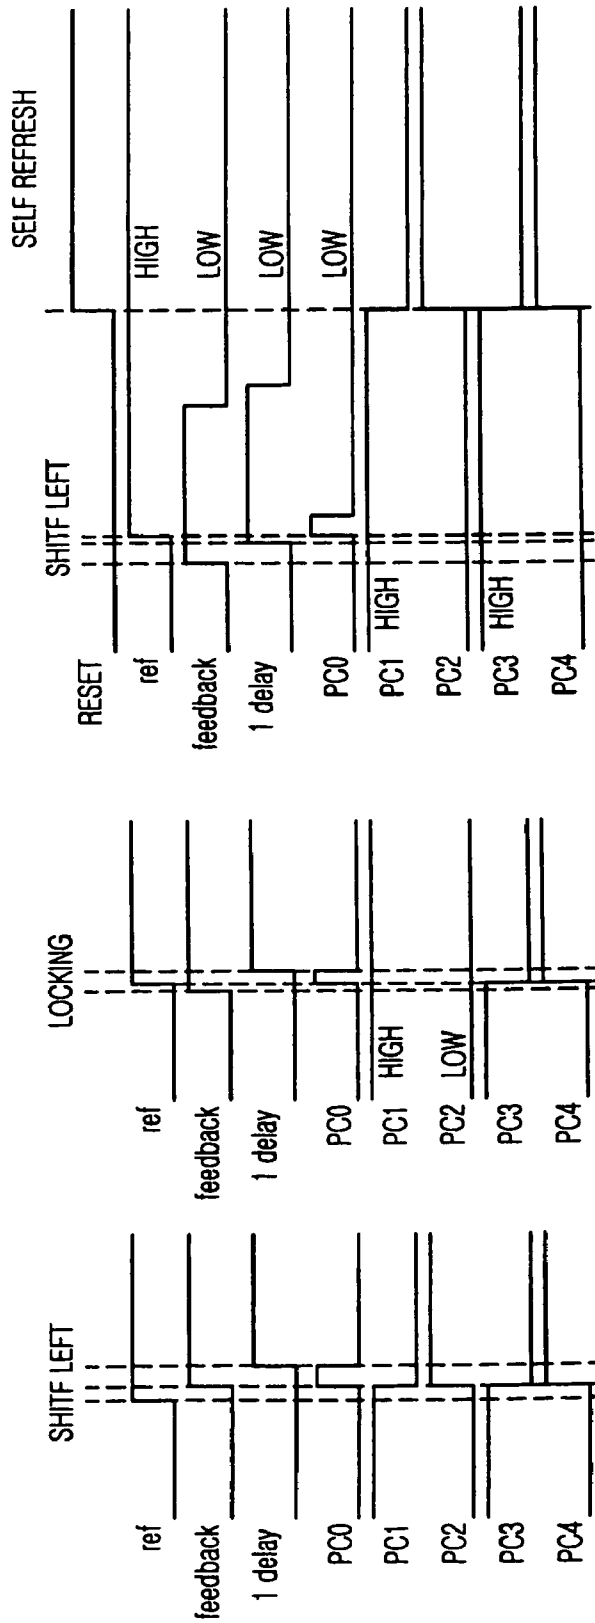 SHITF LEFT
ref
feedback
1 delay
PC0
PC1
PC2
PC3
PC4
LOCKING
ref
feedback
1 delay
PC0
HIGH
PC1
LOW
PC2
PC3
PC4
SHITF LEFT
SELF REFRESH
RESET
ref
HIGH
feedback
LOW
1 delay
LOW
PC0
LOW
HIGH
PC1
PC2
HIGH
PC3
PC4